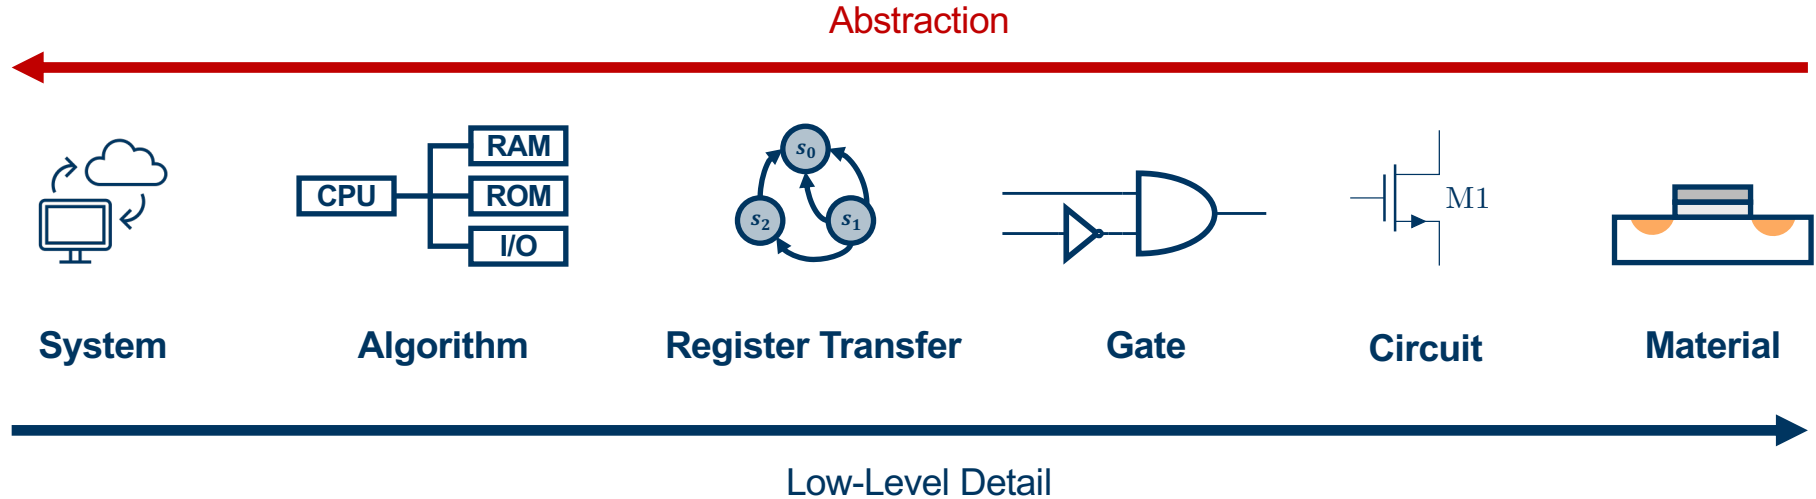 Abstraction
RAM
CPU
ROM
I/O
s₀
s₂
s₁
M1
System
Algorithm
Register Transfer
Gate
Circuit
Material
Low-Level Detail